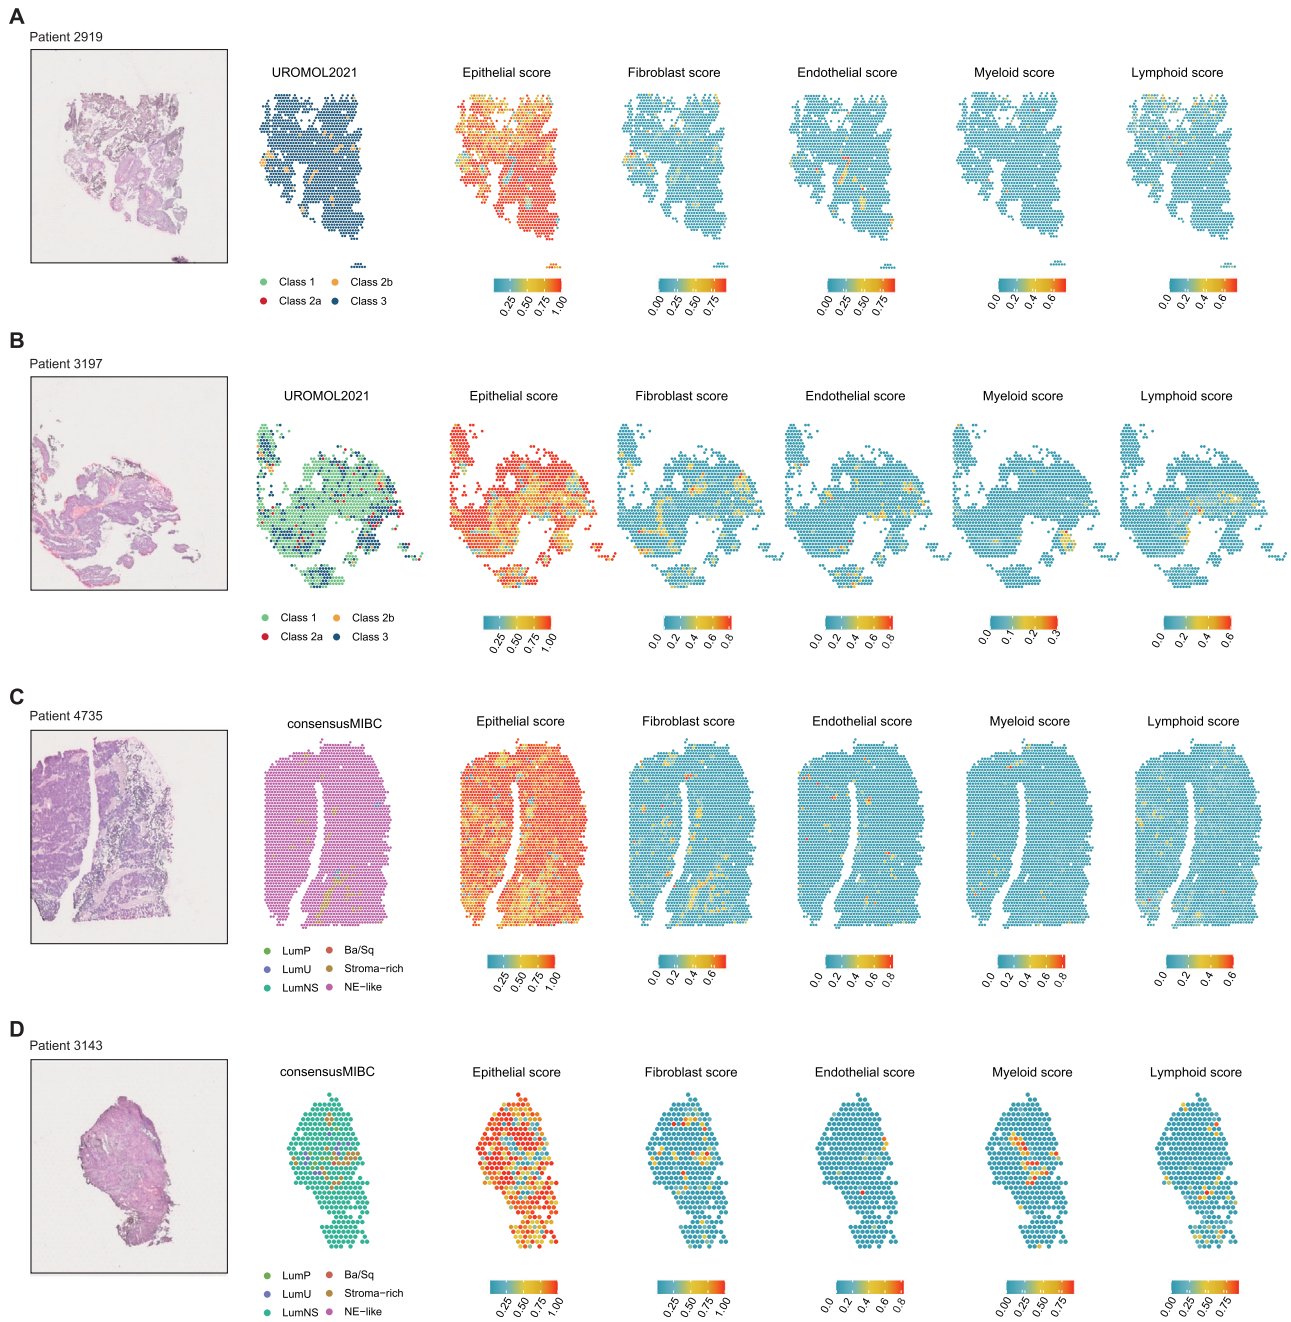 A
Patient 2919
UROMOL2021
Epithelial score
Fibroblast score
Endothelial score
Myeloid score
Lymphoid score
Class 1
Class 2b
Class 2a
Class 3
0.25 0.50 0.75 1.00
0.00 0.25 0.50 0.75
0.00 0.25 0.50 0.75
0.0 0.2 0.4 0.6
0.0 0.2 0.4 0.6
B
Patient 3197
UROMOL2021
Epithelial score
Fibroblast score
Endothelial score
Myeloid score
Lymphoid score
Class 1
Class 2b
Class 2a
Class 3
0.25 0.50 0.75 1.00
0.0 0.2 0.4 0.6 0.8
0.0 0.2 0.4 0.6 0.8
0.0 0.1 0.2 0.3
0.0 0.2 0.4 0.6
C
Patient 4735
consensusMIBC
Epithelial score
Fibroblast score
Endothelial score
Myeloid score
Lymphoid score
LumP
Ba/Sq
LumU
Stroma−rich
LumNS
NE−like
0.25 0.50 0.75 1.00
0.0 0.2 0.4 0.6
0.0 0.2 0.4 0.6 0.8
0.0 0.2 0.4 0.6 0.8
0.0 0.2 0.4 0.6
D
Patient 3143
consensusMIBC
Epithelial score
Fibroblast score
Endothelial score
Myeloid score
Lymphoid score
LumP
Ba/Sq
LumU
Stroma−rich
LumNS
NE−like
0.25 0.50 0.75 1.00
0.25 0.50 0.75 1.00
0.0 0.2 0.4 0.6 0.8
0.00 0.25 0.50 0.75
0.00 0.25 0.50 0.75